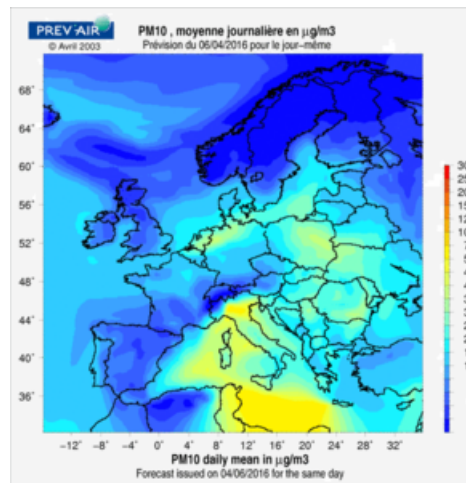 PREV'AIR
© Avril 2003
PM10 , moyenne journalière en µg/m3
Prévision du 06/04/2016 pour le jour-même
68°
64°
60°
56°
52°
48°
44°
40°
36°
-12° -8° -4° 0° 4° 8° 12° 16° 20° 24° 28° 32°
PM10 daily mean in µg/m3
Forecast issued on 04/06/2016 for the same day